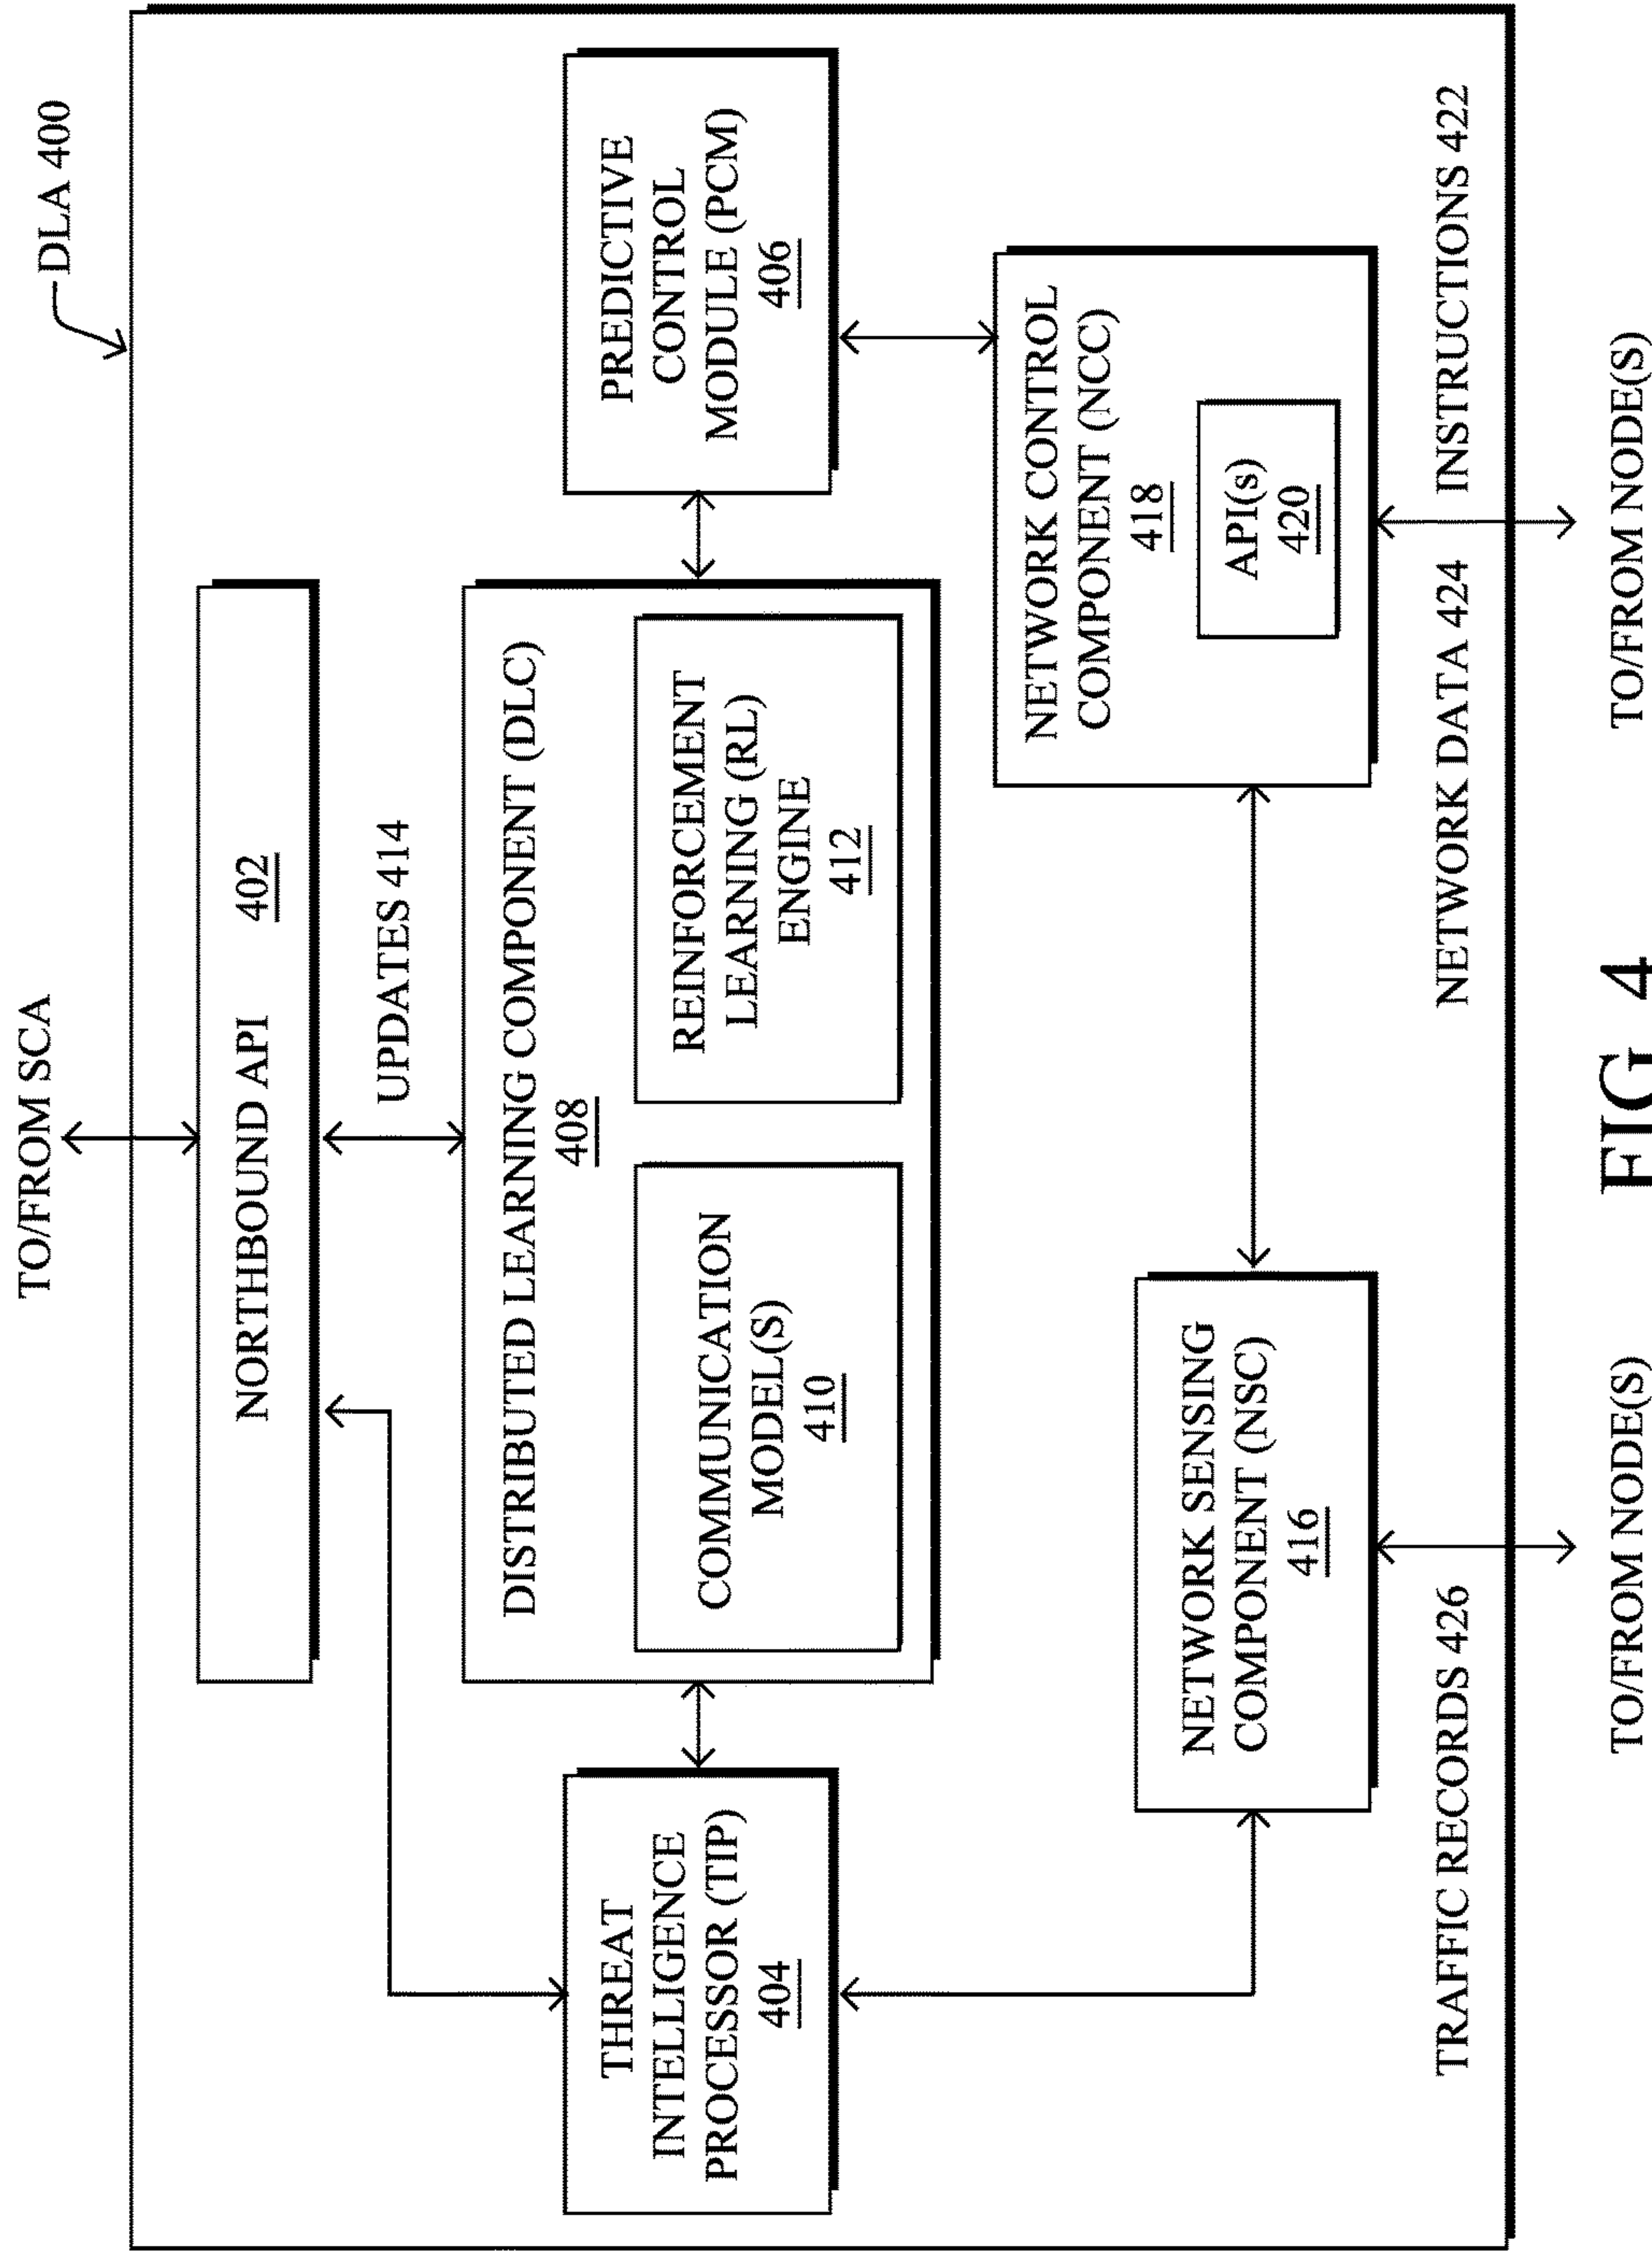 TO/FROM SCA
DLA 400
NORTHBOUND API 402
UPDATES 414
THREAT
INTELLIGENCE
PROCESSOR (TIP)
404
DISTRIBUTED LEARNING COMPONENT (DLC)
408
COMMUNICATION
MODEL(S)
410
REINFORCEMENT
LEARNING (RL)
ENGINE
412
PREDICTIVE
CONTROL
MODULE (PCM)
406
NETWORK SENSING
COMPONENT (NSC)
416
NETWORK CONTROL
COMPONENT (NCC)
418
API(s)
420
TRAFFIC RECORDS 426
NETWORK DATA 424
INSTRUCTIONS 422
TO/FROM NODE(S)
TO/FROM NODE(S)
FIG 4